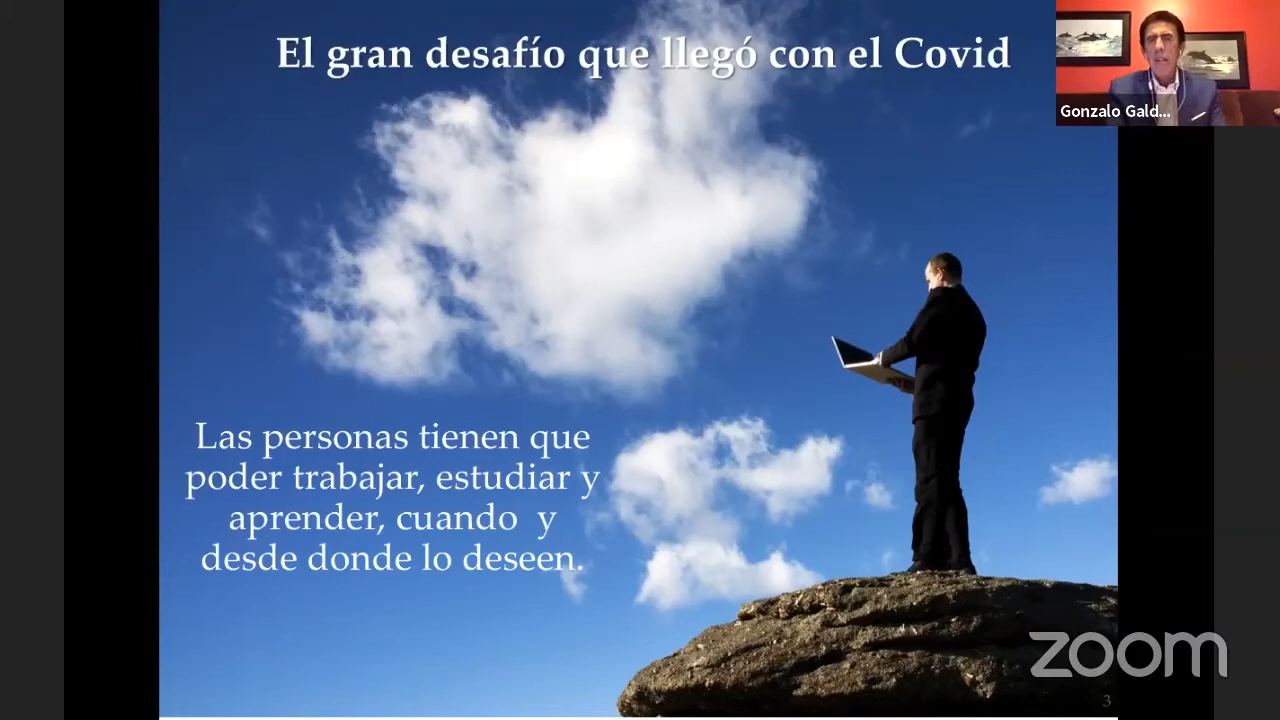 El gran desafío que llegó con el Covid
Gonzalo Gald...
Las personas tienen que
poder trabajar, estudiar y
aprender, cuando y
desde donde lo deseen.
zoom
3